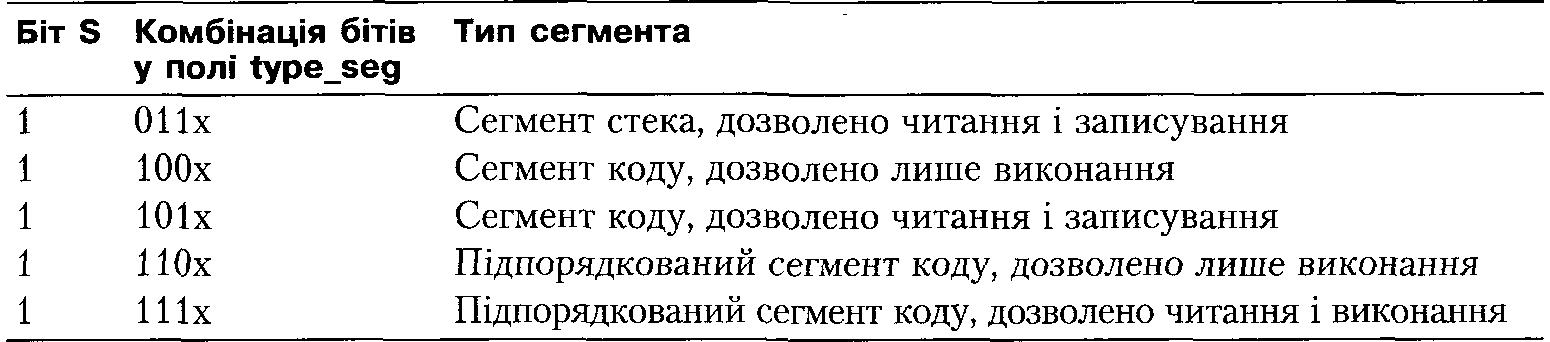 Біт S Комбінація бітів Тип сегмента
у полі type_seg
1 011x Сегмент стека, дозволено читання і записування
1 100x Сегмент коду, дозволено лише виконання
1 101x Сегмент коду, дозволено читання і записування
1 110x Підпорядкований сегмент коду, дозволено лише виконання
1 111x Підпорядкований сегмент коду, дозволено читання і виконання